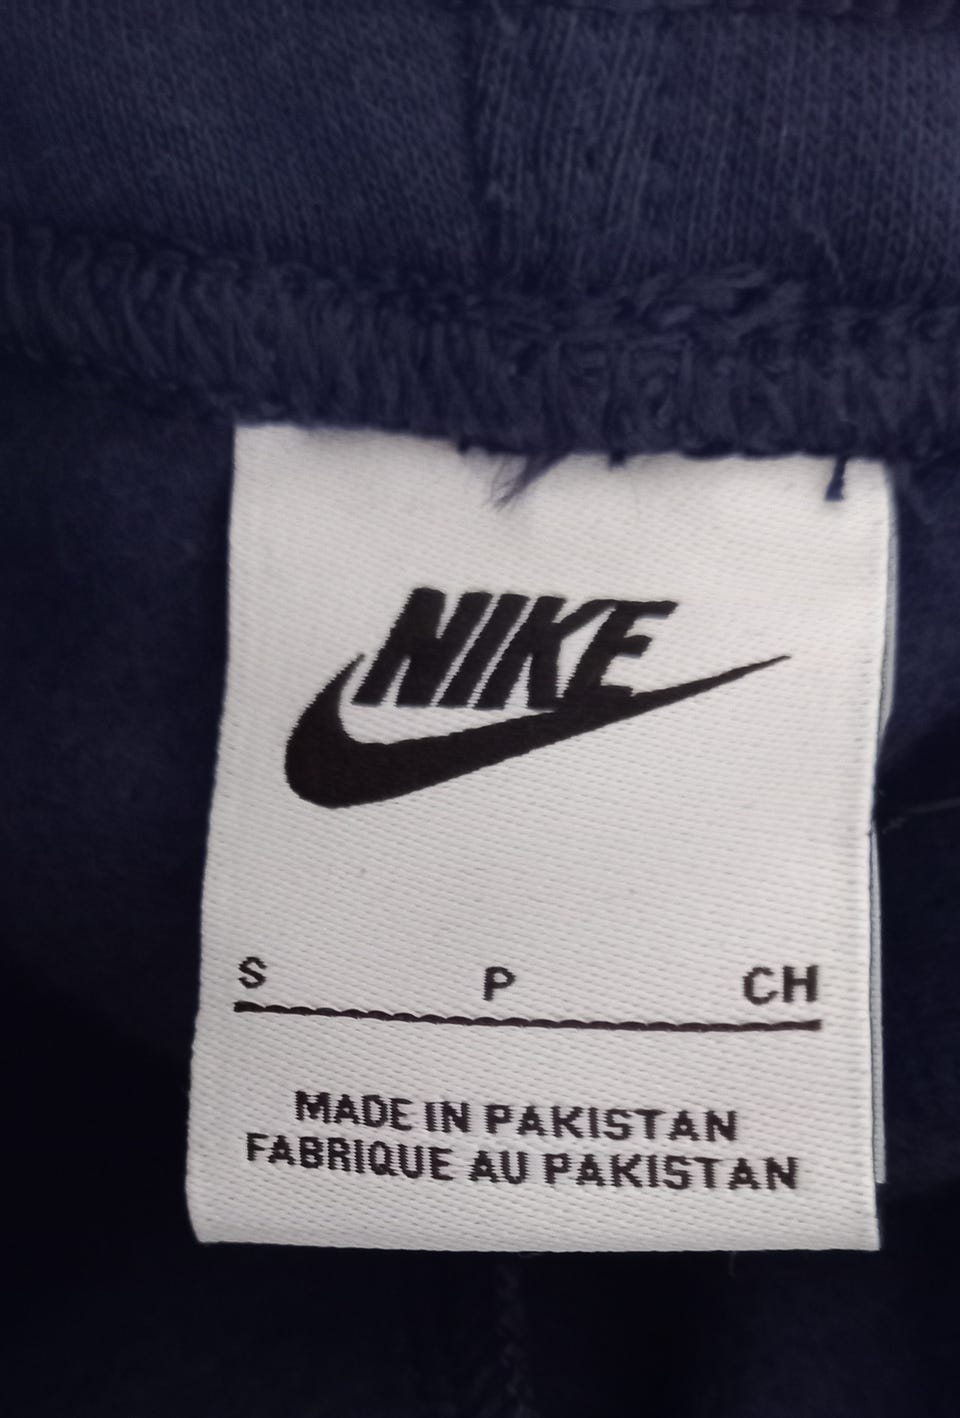 NIKE
S P CH
MADE IN PAKISTAN
FABRIQUE AU PAKISTAN